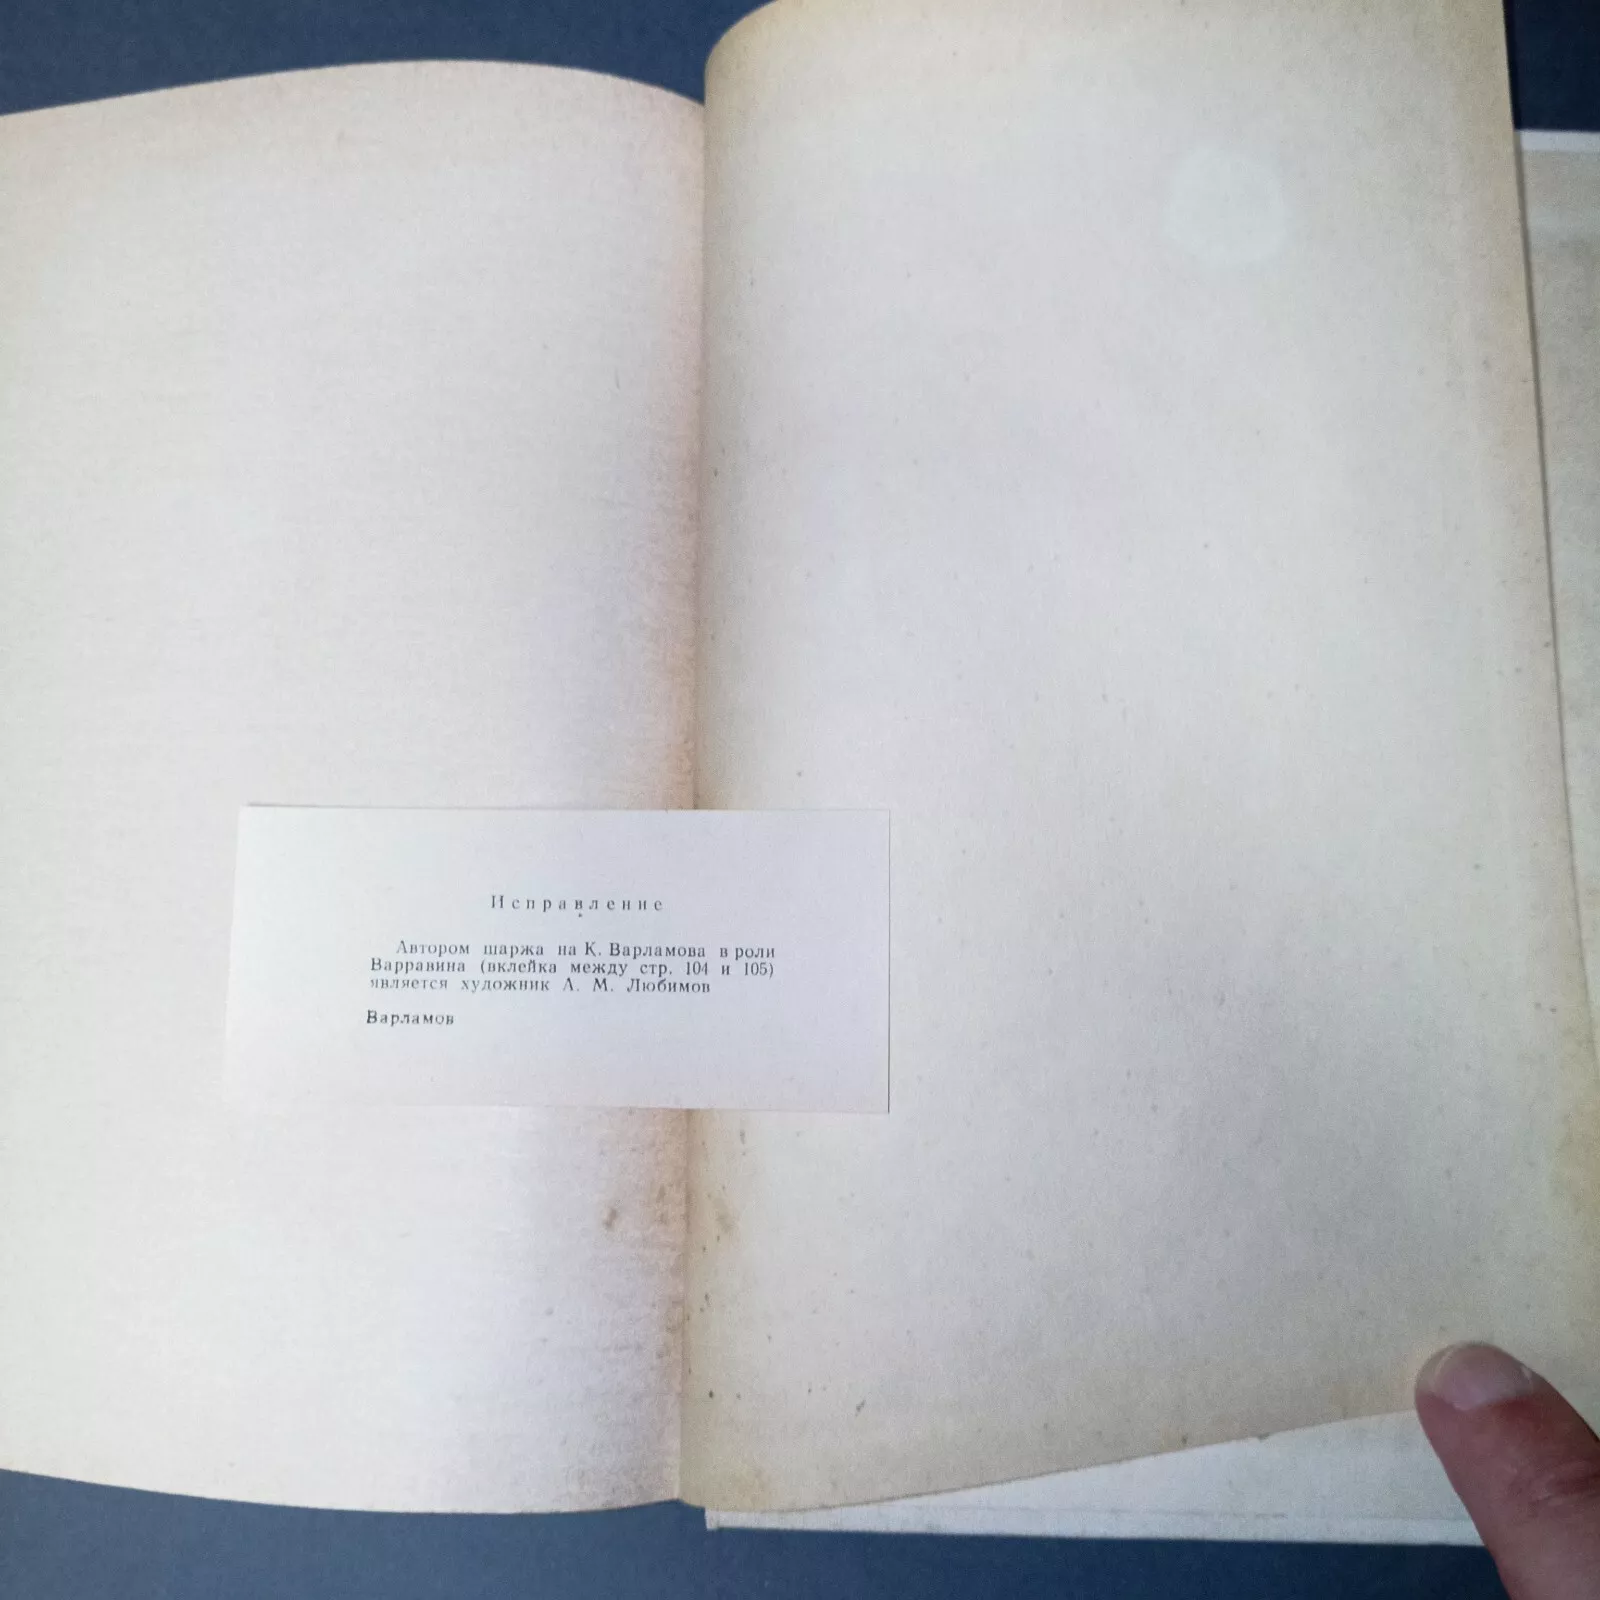 Исправление
Автором шаржа на К. Варламова в роли
Варравина (вклейка между стр. 104 и 105)
является художник А. М. Любимов
Варламов